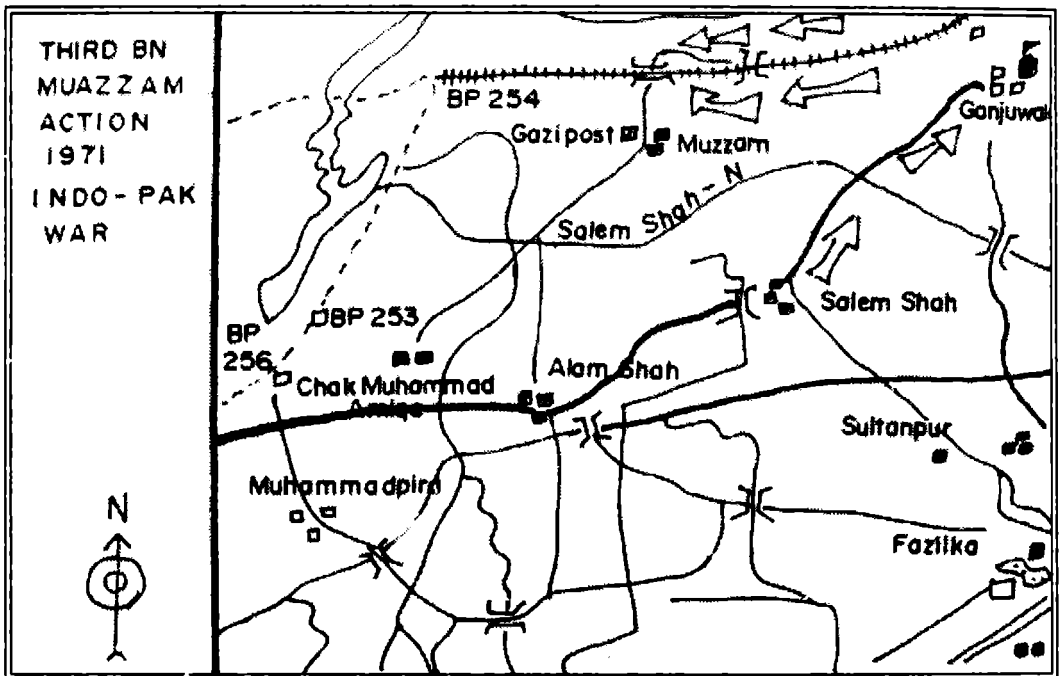 THIRD BN
MUAZZAM
ACTION
1971
INDO-PAK
WAR
N
BP 254
Gazipost
Muzzam
Ganjuwal
Salem Shah-N
Salem Shah
BP 253
BP
256
Chak Muhammad
Alam Shah
Sultanpur
Muhammadpira
Fazilka